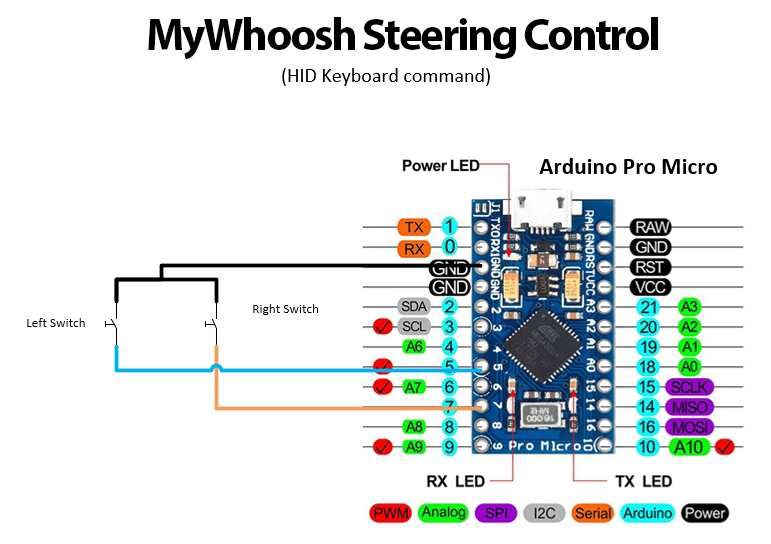 MyWhoosh Steering Control
(HID Keyboard command)
Power LED
Arduino Pro Micro
TX 1
RX 0
GND
GND
SDA 2
SCL 3
A6 4
5
A7 6
7
A8 8
A9 9
J1
TX0
RX1
GND
GND
2
3
4
5
6
7
8
9
RAW
GND
RST
VCC
A3
A2
A1
A0
15
14
16
10
16.000
Pro Micro
RAW
GND
RST
VCC
21 A3
20 A2
19 A1
18 A0
15 SCLK
14 MISO
16 MOSI
10 A10
Left Switch
Right Switch
RX LED
TX LED
PWM Analog SPI I2C Serial Arduino Power